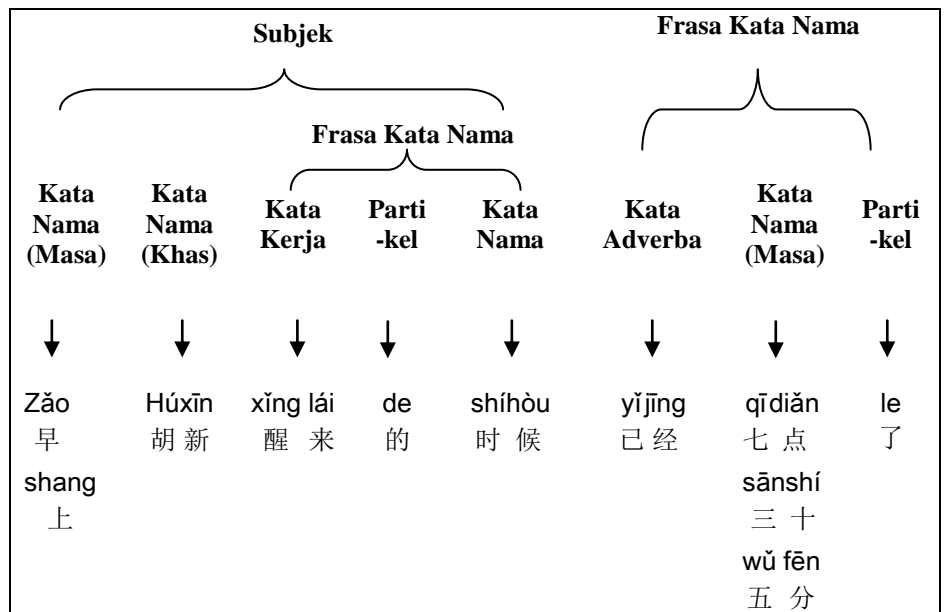 Subjek
Frasa Kata Nama
Frasa Kata Nama
Kata Nama (Masa)
Kata Nama (Khas)
Kata Kerja
Parti -kel
Kata Nama
Kata Adverba
Kata Nama (Masa)
Parti -kel
Zǎo Húxīn xǐng lái de shíhòu yǐjīng qīdiǎn le
早 胡新 醒 来 的 时 候 已经 七 点 了
shang sānshí
上 三 十
wǔ fēn
五 分